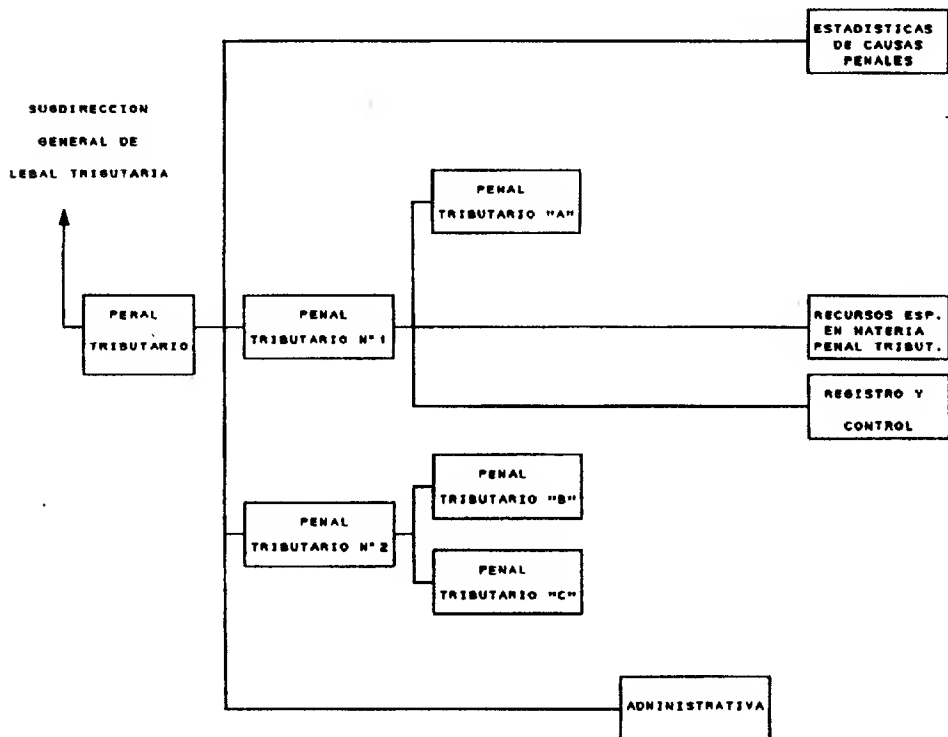 ESTADISTICAS
DE CAUSAS
PENALES
SUBDIRECCION
GENERAL DE
LEGAL TRIBUTARIA
PENAL
TRIBUTARIO "A"
PENAL
TRIBUTARIO
PENAL
TRIBUTARIO N° 1
RECURSOS ESP.
EN MATERIA
PENAL TRIBUT.
REGISTRO Y
CONTROL
PENAL
TRIBUTARIO "B"
PENAL
TRIBUTARIO N° 2
PENAL
TRIBUTARIO "C"
ADMINISTRATIVA